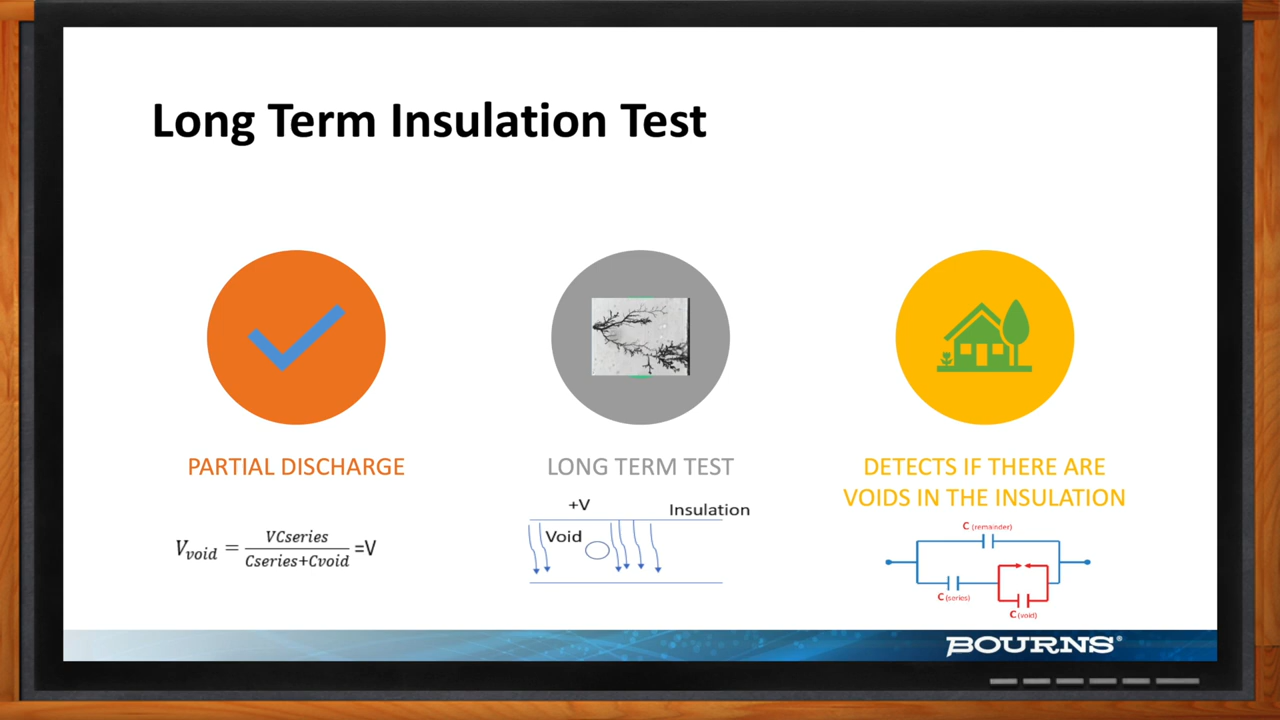 Long Term Insulation Test
PARTIAL DISCHARGE
V_void = VCseries / Cseries+Cvoid =V
LONG TERM TEST
+V
Insulation
Void
DETECTS IF THERE ARE
VOIDS IN THE INSULATION
C (remainder)
C (series)
C (void)
BOURNS®